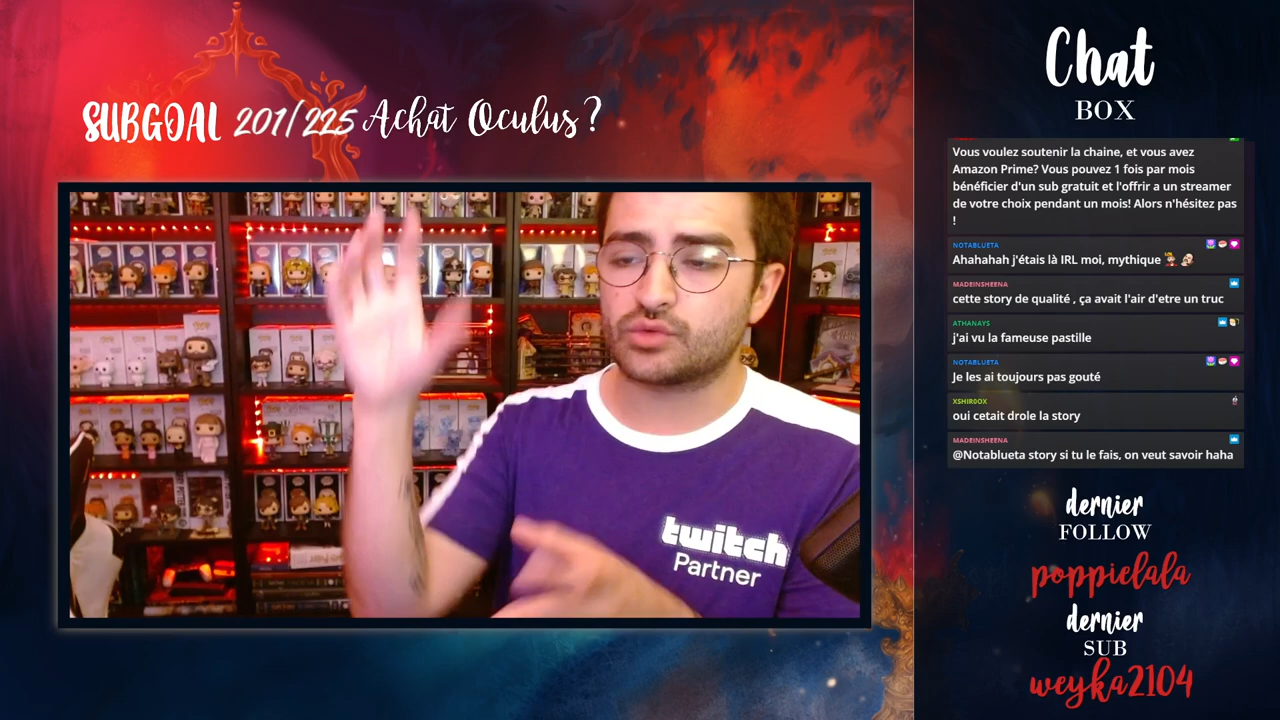 SUBGOAL 201/225 Achat Oculus?
twitch
Partner
Chat
BOX
Vous voulez soutenir la chaine, et vous avez
Amazon Prime? Vous pouvez 1 fois par mois
bénéficier d'un sub gratuit et l'offrir a un streamer
de votre choix pendant un mois! Alors n'hésitez pas
!
NOTABLUETA
Ahahahah j'étais là IRL moi, mythique
MADEINSHEENA
cette story de qualité , ça avait l'air d'etre un truc
ATHANAYS
j'ai vu la fameuse pastille
NOTABLUETA
Je les ai toujours pas gouté
XSHIR0OX
oui cetait drole la story
MADEINSHEENA
@Notablueta story si tu le fais, on veut savoir haha
dernier
FOLLOW
poppielala
dernier
SUB
weyka2104